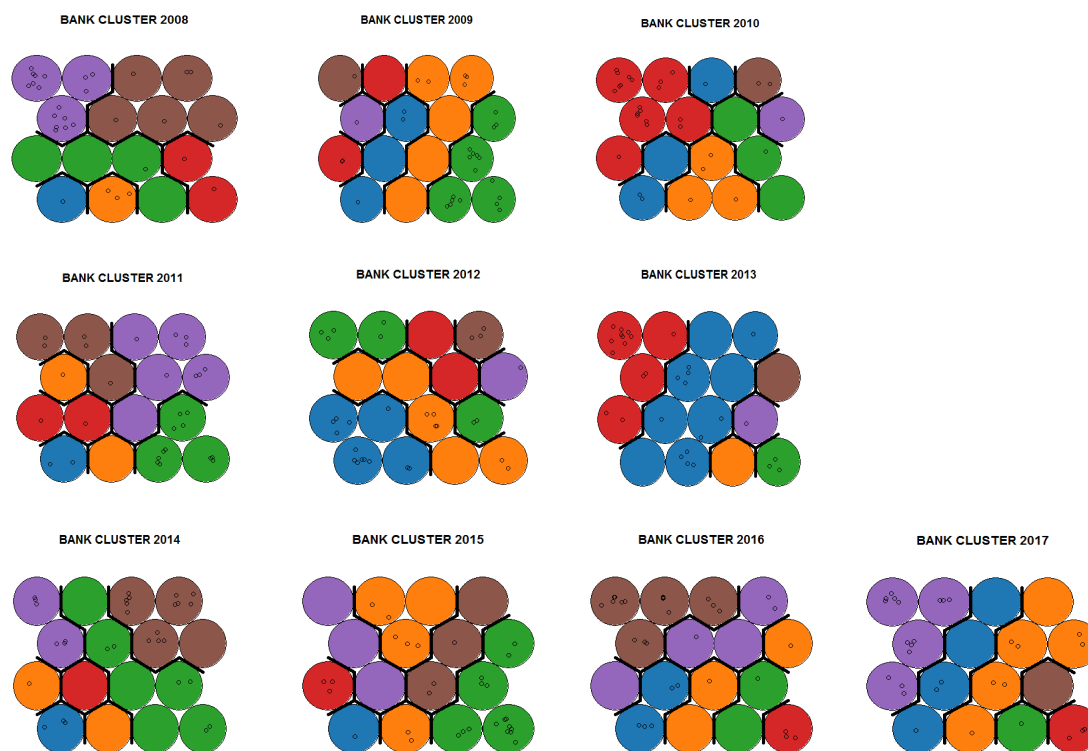 BANK CLUSTER 2008
BANK CLUSTER 2009
BANK CLUSTER 2010
BANK CLUSTER 2011
BANK CLUSTER 2012
BANK CLUSTER 2013
BANK CLUSTER 2014
BANK CLUSTER 2015
BANK CLUSTER 2016
BANK CLUSTER 2017